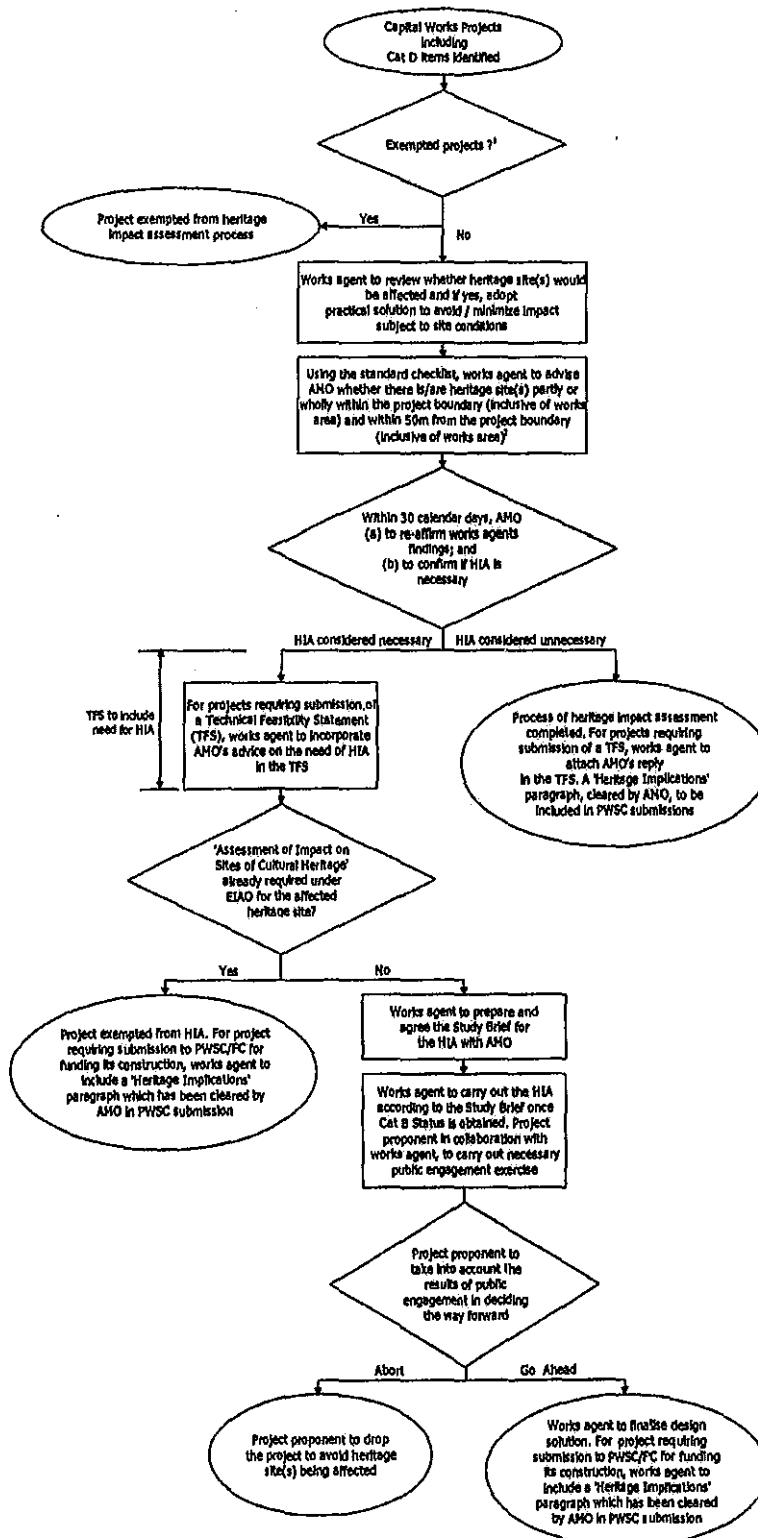 Capital Works Projects
including
Cat D items identified
Exempted projects ?¹
Yes
No
Project exempted from heritage
impact assessment process
Works agent to review whether heritage site(s) would
be affected and if yes, adopt
practical solution to avoid / minimize impact
subject to site conditions
Using the standard checklist, works agent to advise
AMO whether there is/are heritage site(s) partly or
wholly within the project boundary (inclusive of works
area) and within 50m from the project boundary
(inclusive of works area)²
Within 30 calendar days, AMO
(a) to re-affirm works agents
findings; and
(b) to confirm if HIA is
necessary
HIA considered necessary
HIA considered unnecessary
TFS to include
need for HIA
For projects requiring submission of
a Technical Feasibility Statement
(TFS), works agent to incorporate
AMO's advice on the need of HIA
in the TFS
Process of heritage impact assessment
completed. For projects requiring
submission of a TFS, works agent to
attach AMO's reply
in the TFS. A 'Heritage Implications'
paragraph, cleared by AMO, to be
included in PWSC submissions
'Assessment of Impact on
Sites of Cultural Heritage'
already required under
EIAO for the affected
heritage site?
Yes
No
Project exempted from HIA. For project
requiring submission to PWSC/FC for
funding its construction, works agent to
include a 'Heritage Implications'
paragraph which has been cleared by
AMO in PWSC submission
Works agent to prepare and
agree the Study Brief for
the HIA with AMO
Works agent to carry out the HIA
according to the Study Brief once
Cat B Status is obtained. Project
proponent in collaboration with
works agent, to carry out necessary
public engagement exercise
Project proponent to
take into account the
results of public
engagement in deciding
the way forward
Abort
Go Ahead
Project proponent to drop
the project to avoid heritage
site(s) being affected
Works agent to finalise design
solution. For project requiring
submission to PWSC/FC for funding
its construction, works agent to
include a 'Heritage Implications'
paragraph which has been cleared
by AMO in PWSC submission